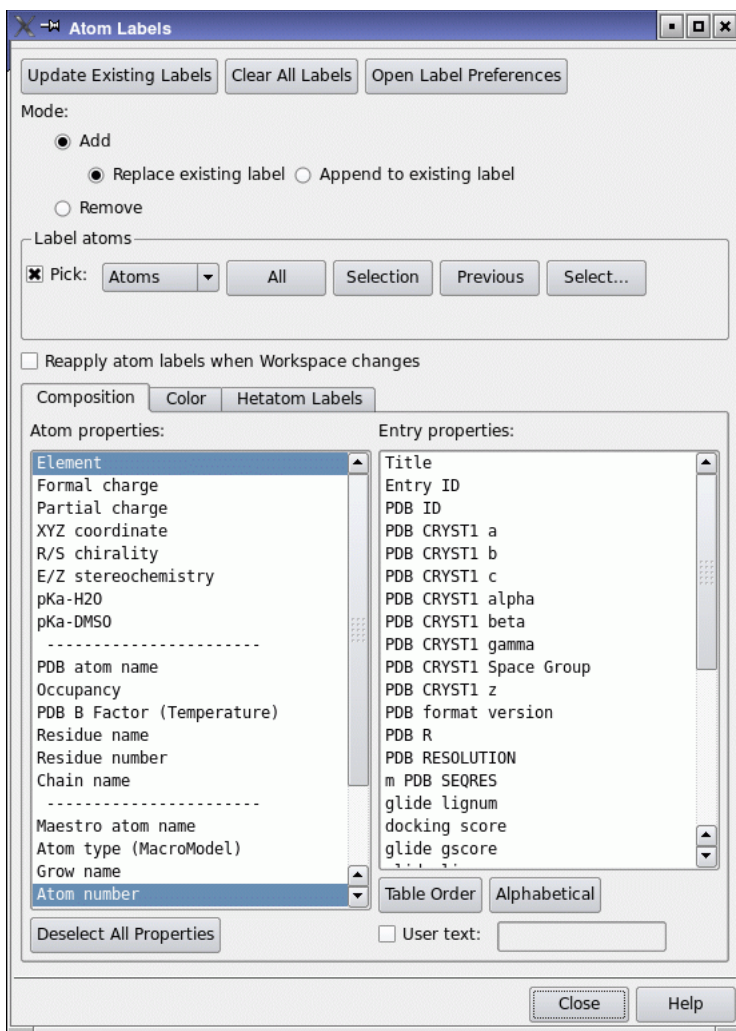 Atom Labels
Update Existing Labels Clear All Labels Open Label Preferences
Mode:
Add
Replace existing label Append to existing label
Remove
Label atoms
Pick: Atoms All Selection Previous Select...
Reapply atom labels when Workspace changes
Composition Color Hetatom Labels
Atom properties:
Element
Formal charge
Partial charge
XYZ coordinate
R/S chirality
E/Z stereochemistry
pKa-H2O
pKa-DMSO
-----------------------
PDB atom name
Occupancy
PDB B Factor (Temperature)
Residue name
Residue number
Chain name
-----------------------
Maestro atom name
Atom type (MacroModel)
Grow name
Atom number
Deselect All Properties
Entry properties:
Title
Entry ID
PDB ID
PDB CRYST1 a
PDB CRYST1 b
PDB CRYST1 c
PDB CRYST1 alpha
PDB CRYST1 beta
PDB CRYST1 gamma
PDB CRYST1 Space Group
PDB CRYST1 z
PDB format version
PDB R
PDB RESOLUTION
m PDB SEQRES
glide lignum
docking score
glide gscore
Table Order Alphabetical
User text:
Close Help